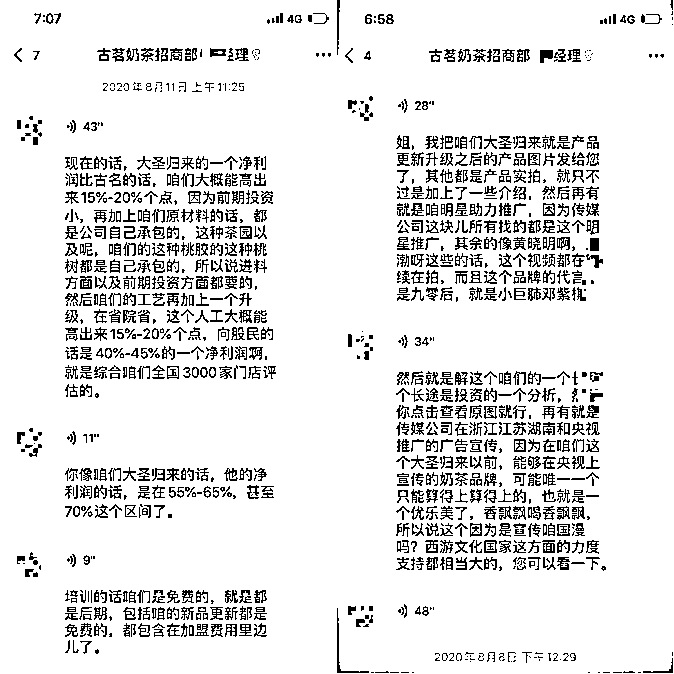 7:07
4G
7
古茗奶茶招商部
经理
2020年8月11日 上午11:25
43"
现在的话，大圣归来的一个净利
润比古名的话，咱们大概能高出
来15%-20%个点，因为前期投资
小，再加上咱们原材料的话，都
是公司自己承包的，这种茶园以
及呢，咱们的这种桃胶的这种桃
树都是自己承包的，所以说进料
方面以及前期投资方面都要的，
然后咱们的工艺再加上一个升
级，在省院省，这个人工大概能
高出来15%-20%个点，向股民的
话是40%-45%的一个净利润啊，
就是综合咱们全国3000家门店评
估的。
11"
你像咱们大圣归来的话，他的净
利润的话，是在55%-65%，甚至
70%这个区间了。
9"
培训的话咱们是免费的，就是都
是后期，包括咱的新品更新都是
免费的，都包含在加盟费用里边
儿了。
6:58
4G
4
古茗奶茶招商部
经理
28"
姐，我把咱们大圣归来就是产品
更新升级之后的产品图片发给您
了，其他都是产品实拍，就只不
过是加上了一些介绍，然后再有
就是咱明星助力推广，因为传媒
公司这块儿所有找的都是这个明
星推广，其余的像黄晓明啊，
渤呀这些的话，这个视频都在
续在拍，而且这个品牌的代言
是九零后，就是小巨肺邓紫棋
34"
然后就是解这个咱们的一个
个长途是投资的一个分析，
你点击查看原图就行，再有就是
传媒公司在浙江江苏湖南和央视
推广的广告宣传，因为在咱们这
个大圣归来以前，能够在央视上
宣传的奶茶品牌，可能唯一一个
只能算得上算得上的，也就是一
个优乐美了，香飘飘喝香飘飘，
所以说这个因为是宣传咱国漫
吗？西游文化国家这方面的力度
支持都相当大的，您可以看一下。
48"
2020年8月8日 下午12:29